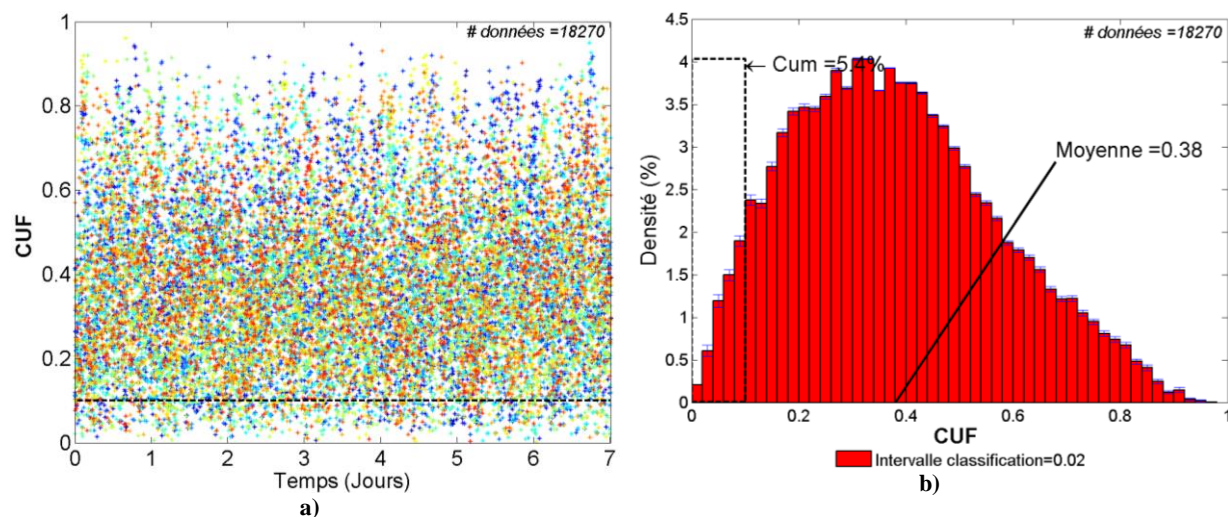 # données =18270
1
0.8
0.6
0.4
0.2
0
CUF
0 1 2 3 4 5 6 7
Temps (Jours)
a)
# données =18270
4.5
4
3.5
3
2.5
2
1.5
1
0.5
0
Densité (%)
← Cum =5.4%
Moyenne =0.38
0 0.2 0.4 0.6 0.8 1
CUF
Intervalle classification=0.02
b)